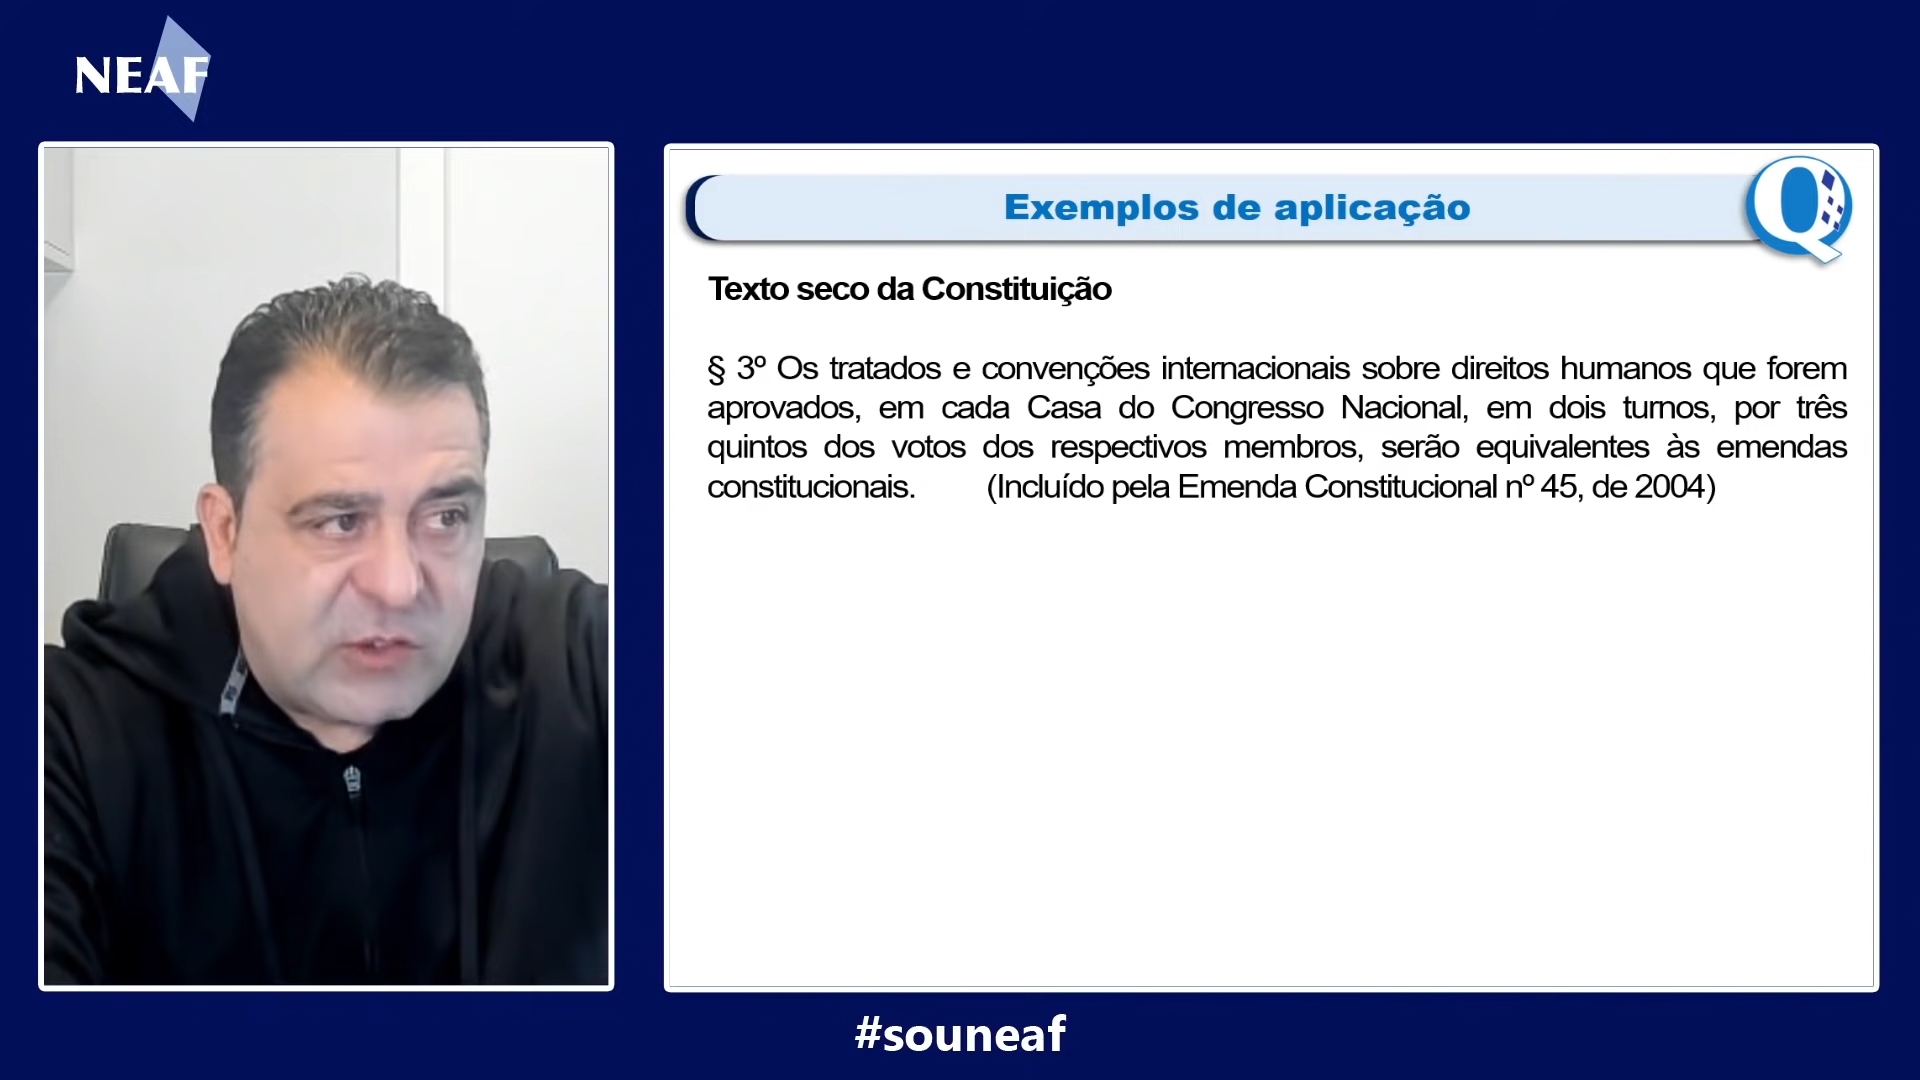 NEAF
Exemplos de aplicação
Texto seco da Constituição
§ 3º Os tratados e convenções internacionais sobre direitos humanos que forem
aprovados, em cada Casa do Congresso Nacional, em dois turnos, por três
quintos dos votos dos respectivos membros, serão equivalentes às emendas
constitucionais. (Incluído pela Emenda Constitucional nº 45, de 2004)
#souneaf